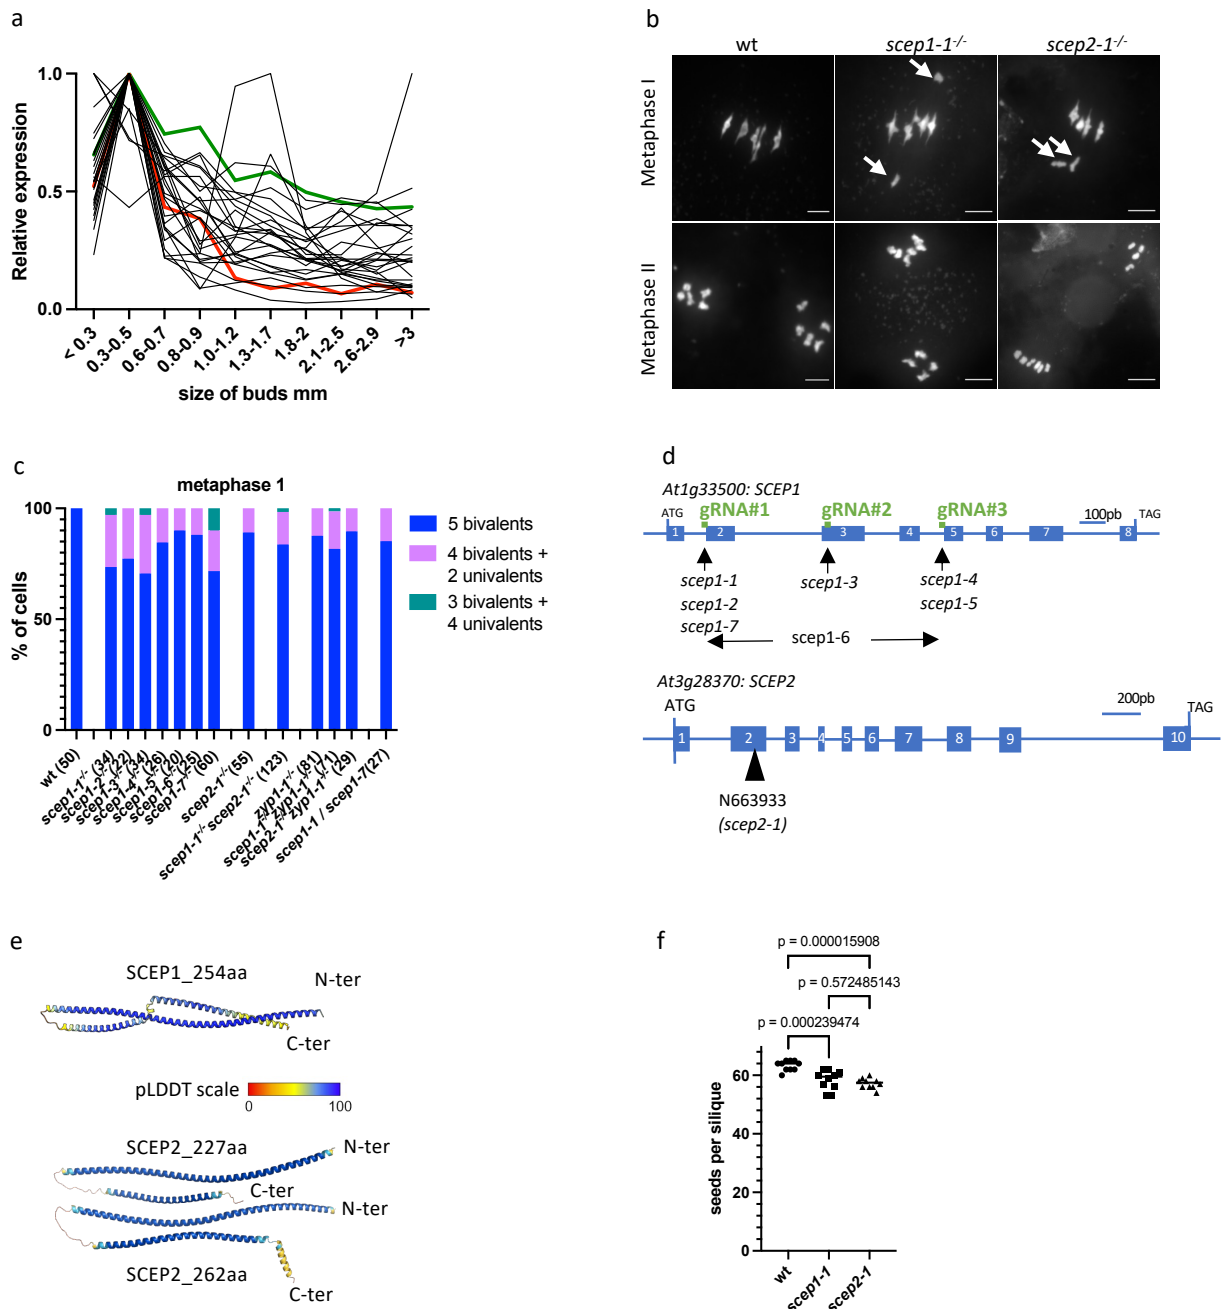 a
Relative expression
1.0
0.5
0.0
< 0.3
0.3-0.5
0.6-0.7
0.8-0.9
1.0-1.2
1.3-1.7
1.8-2
2.1-2.5
2.6-2.9
>3
size of buds mm
b
wt
scep1-1-/-
scep2-1-/-
Metaphase I
Metaphase II
c
metaphase 1
% of cells
100
50
0
5 bivalents
4 bivalents +
2 univalents
3 bivalents +
4 univalents
wt (50)
scep1-1-/- (34)
scep1-2-/- (22)
scep1-3-/- (34)
scep1-4-/- (26)
scep1-5-/- (20)
scep1-6-/- (25)
scep1-7-/- (60)
scep2-1-/- (55)
scep1-1-/- scep2-1-/- (123)
zyp1-1-/- (81)
scep1-1-/- zyp1-1-/- (71)
scep2-1-/- zyp1-1-/- (29)
scep1-1 / scep1-7(27)
d
At1g33500: SCEP1
ATG
gRNA#1
gRNA#2
gRNA#3
100pb
TAG
1
2
3
4
5
6
7
8
scep1-1
scep1-2
scep1-7
scep1-3
scep1-4
scep1-5
scep1-6
At3g28370: SCEP2
ATG
200pb
TAG
1
2
3
4
5
6
7
8
9
10
N663933
(scep2-1)
e
SCEP1_254aa
N-ter
C-ter
pLDDT scale
0
100
SCEP2_227aa
N-ter
C-ter
N-ter
SCEP2_262aa
C-ter
f
p = 0.000015908
p = 0.572485143
p = 0.000239474
seeds per silique
60
40
20
0
wt
scep1-1
scep2-1